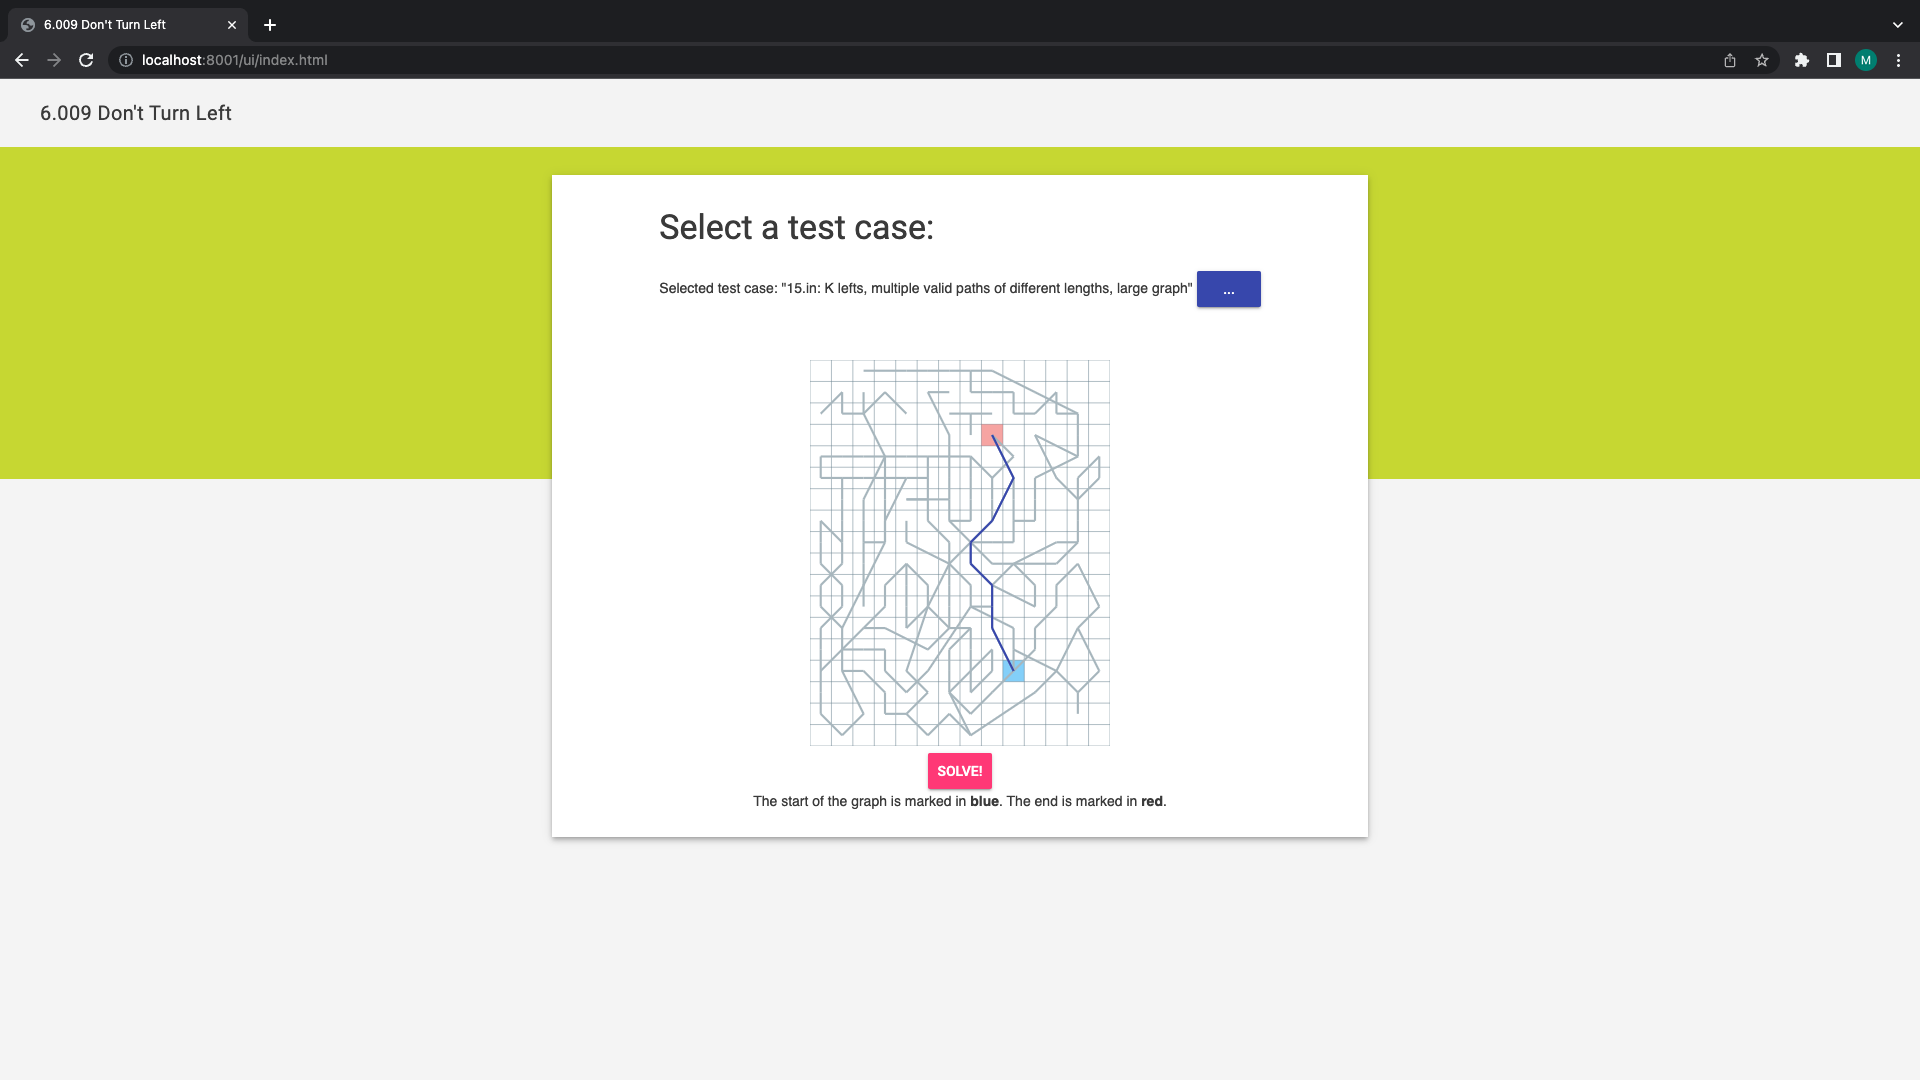 6.009 Don't Turn Left
localhost:8001/ui/index.html
M
6.009 Don't Turn Left
Select a test case:
Selected test case: "15.in: K lefts, multiple valid paths of different lengths, large graph" ...
SOLVE!
The start of the graph is marked in blue. The end is marked in red.